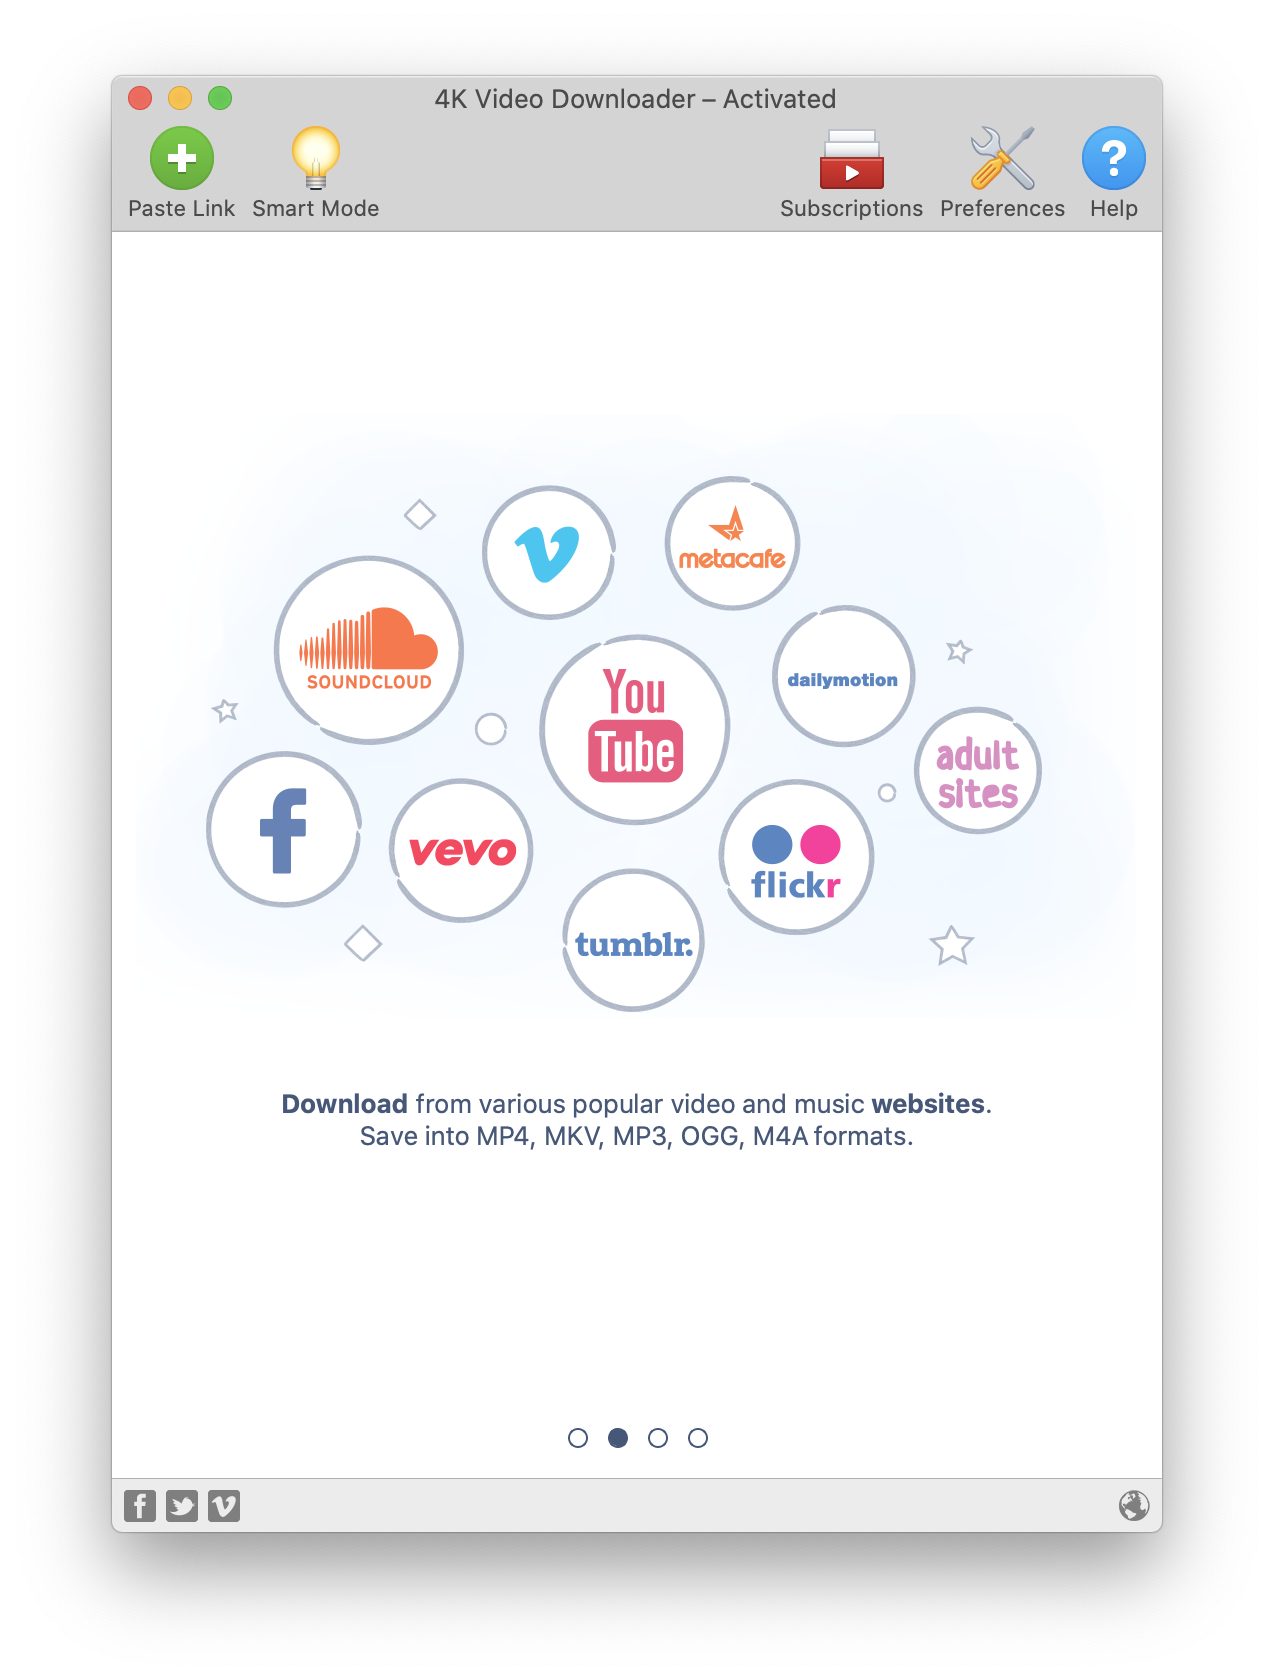 4K Video Downloader – Activated
Paste Link
Smart Mode
Subscriptions
Preferences
Help
metacafe
SOUNDCLOUD
You
Tube
dailymotion
adult
sites
vevo
flickr
tumblr.
Download from various popular video and music websites.
Save into MP4, MKV, MP3, OGG, M4A formats.